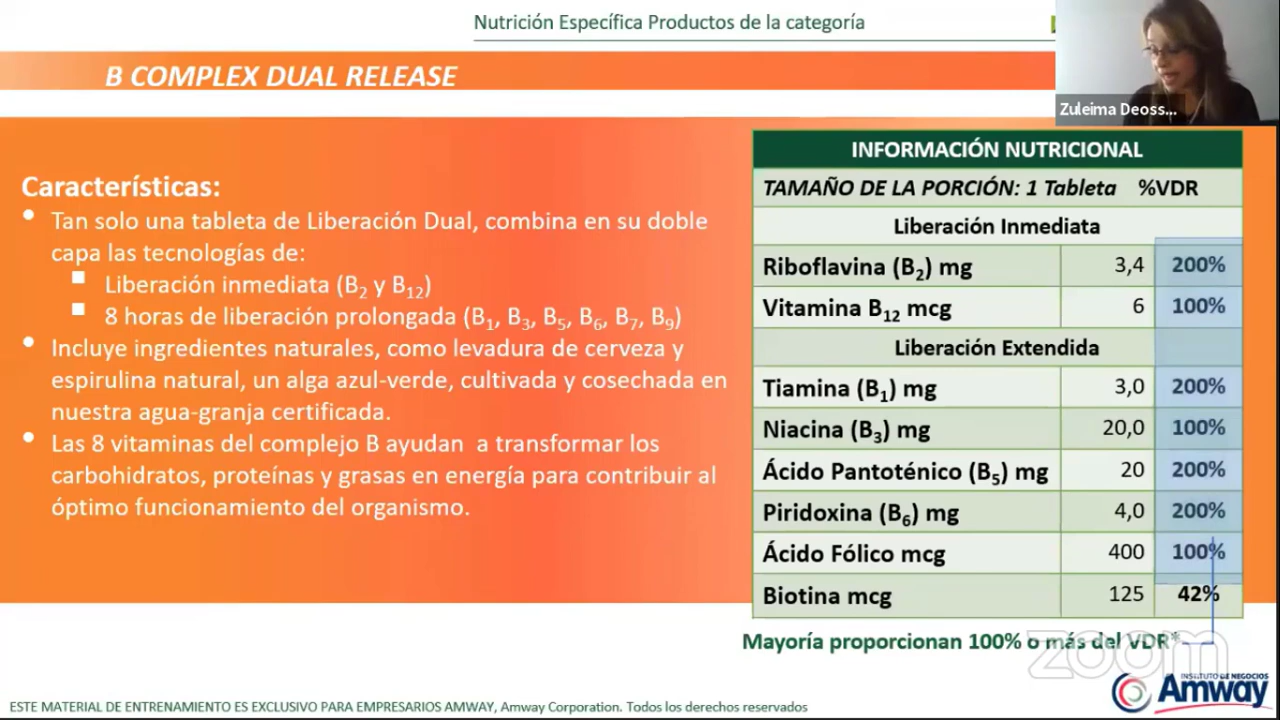 Nutrición Específica Productos de la categoría
B COMPLEX DUAL RELEASE
Zuleima Deoss...
Características:
• Tan solo una tableta de Liberación Dual, combina en su doble
capa las tecnologías de:
▪ Liberación inmediata (B₂ y B₁₂)
▪ 8 horas de liberación prolongada (B₁, B₃, B₅, B₆, B₇, B₉)
• Incluye ingredientes naturales, como levadura de cerveza y
espirulina natural, un alga azul-verde, cultivada y cosechada en
nuestra agua-granja certificada.
• Las 8 vitaminas del complejo B ayudan a transformar los
carbohidratos, proteínas y grasas en energía para contribuir al
óptimo funcionamiento del organismo.
INFORMACIÓN NUTRICIONAL
TAMAÑO DE LA PORCIÓN: 1 Tableta %VDR
Liberación Inmediata
Riboflavina (B₂) mg 3,4 200%
Vitamina B₁₂ mcg 6 100%
Liberación Extendida
Tiamina (B₁) mg 3,0 200%
Niacina (B₃) mg 20,0 100%
Ácido Pantoténico (B₅) mg 20 200%
Piridoxina (B₆) mg 4,0 200%
Ácido Fólico mcg 400 100%
Biotina mcg 125 42%
Mayoría proporcionan 100% o más del VDR*
zoom
INSTITUTO DE NEGOCIOS
Amway
ESTE MATERIAL DE ENTRENAMIENTO ES EXCLUSIVO PARA EMPRESARIOS AMWAY, Amway Corporation. Todos los derechos reservados